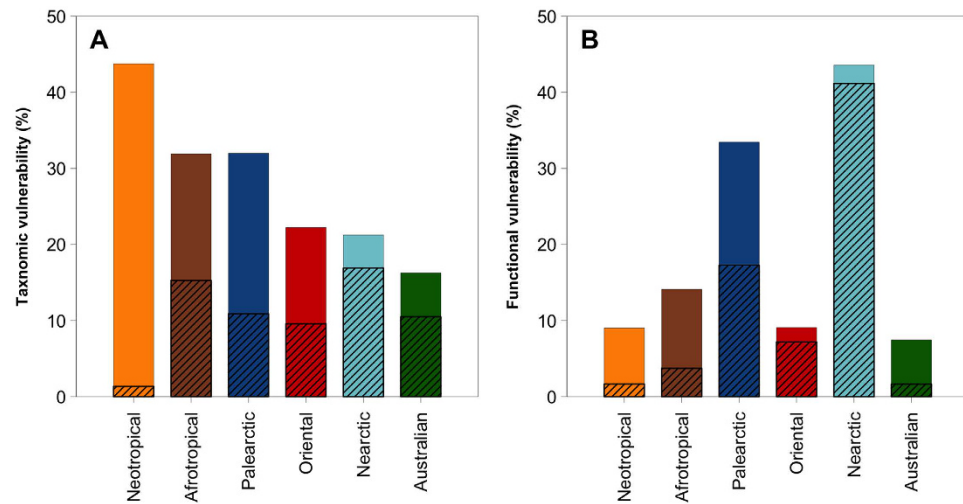 A
Taxnomic vulnerability (%)
50
40
30
20
10
0
Neotropical
Afrotropical
Palearctic
Oriental
Nearctic
Australian
B
Functional vulnerability (%)
50
40
30
20
10
0
Neotropical
Afrotropical
Palearctic
Oriental
Nearctic
Australian